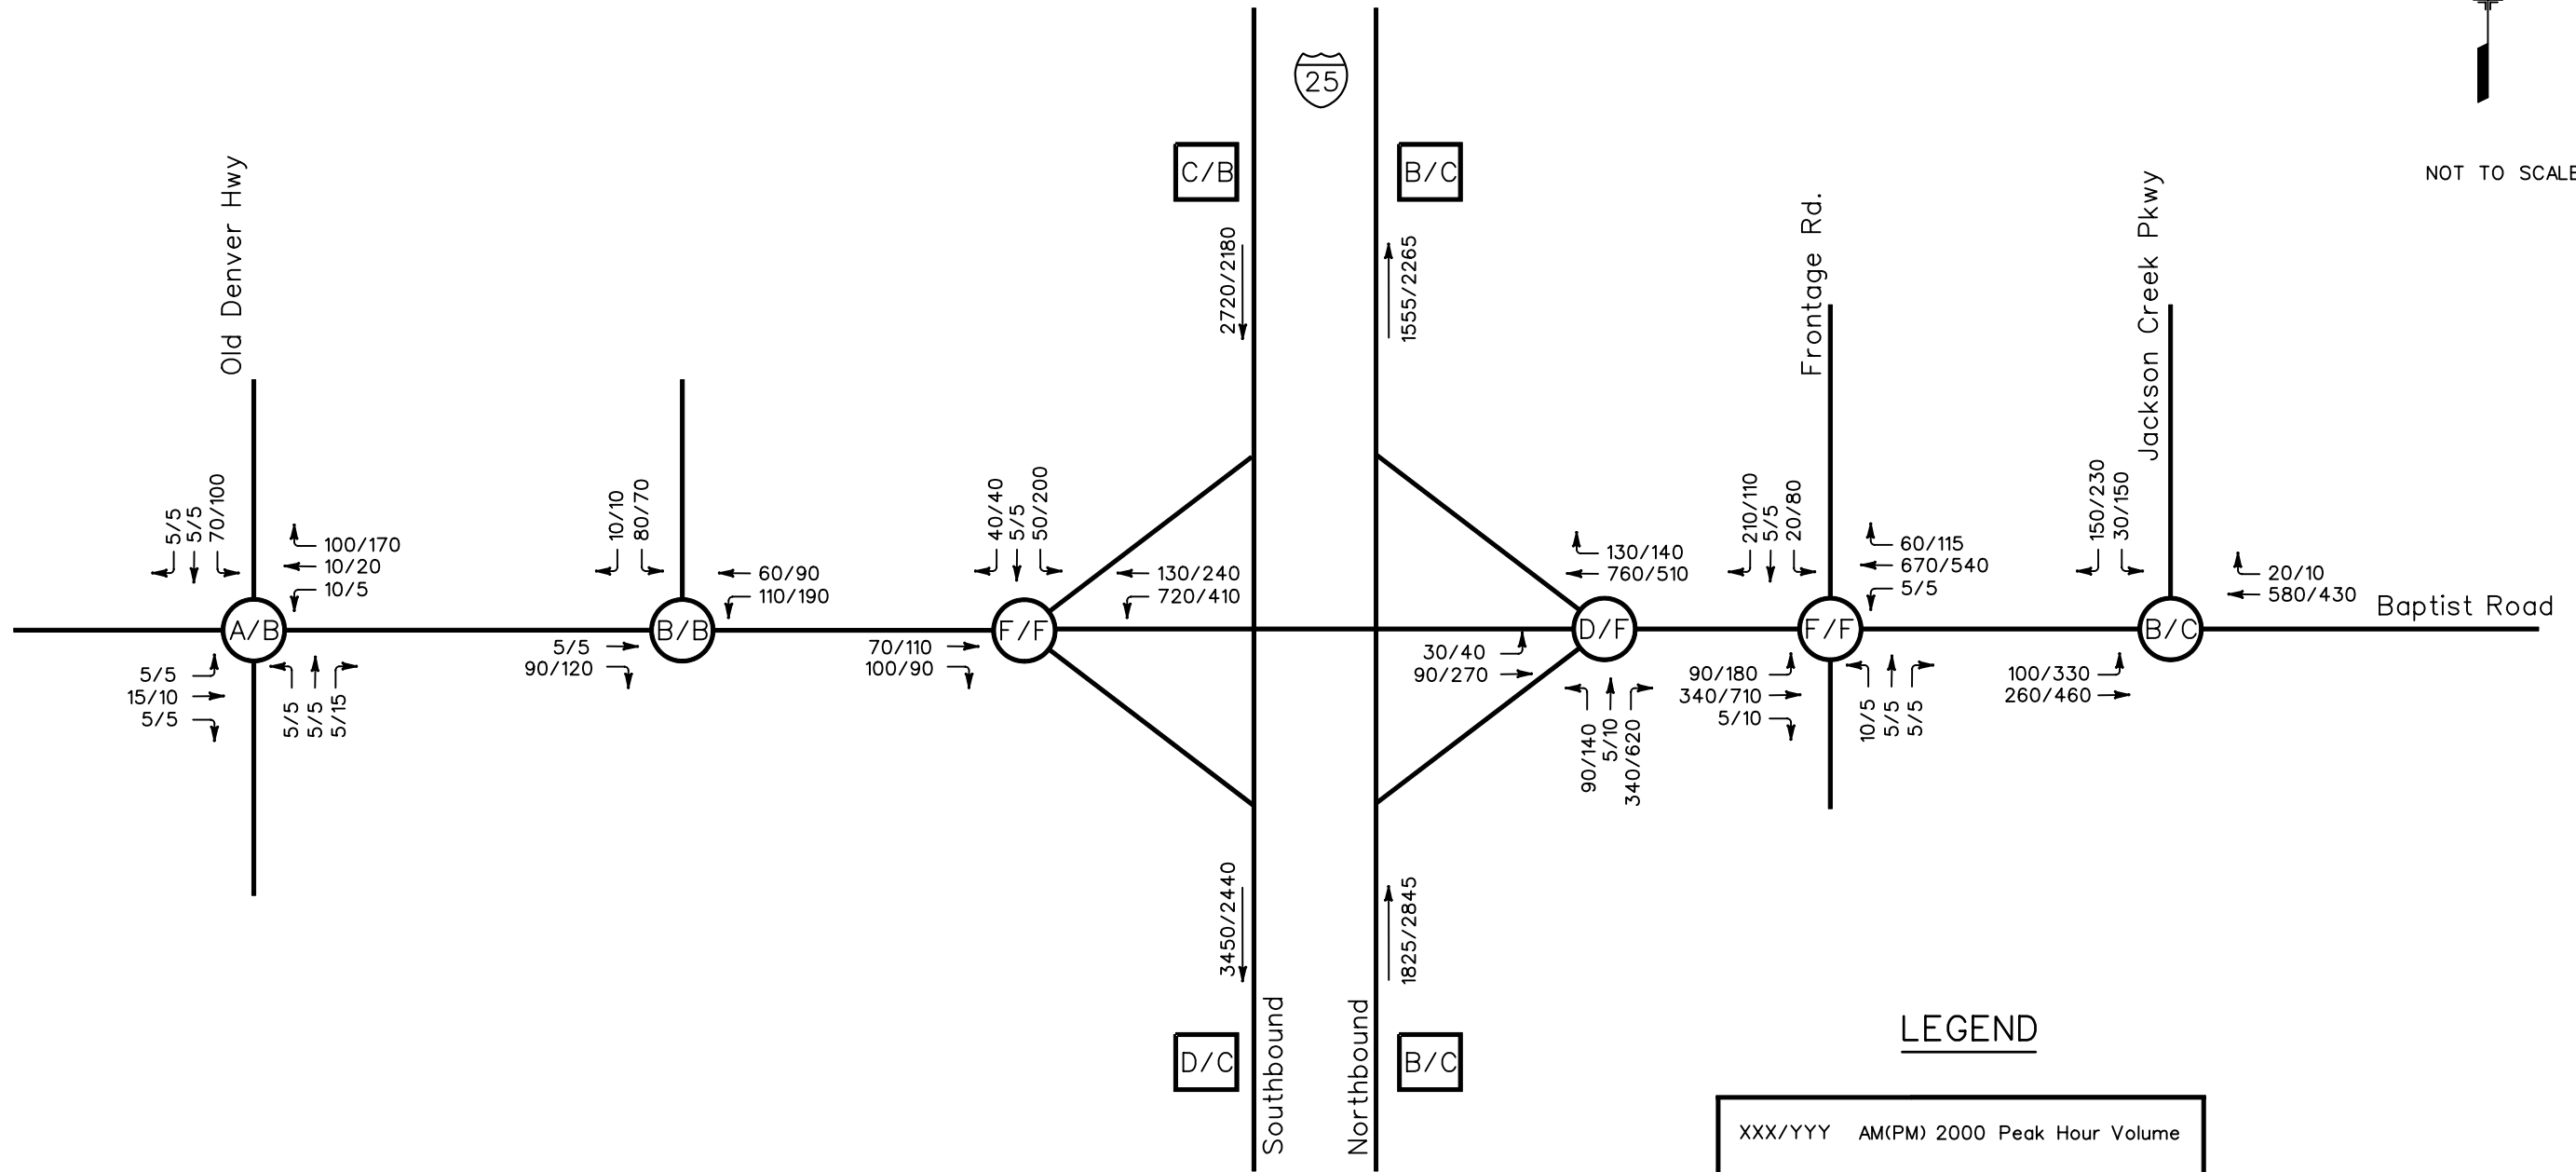 25
C/B
B/C
NOT TO SCALE
Old Denver Hwy
Frontage Rd.
Jackson Creek Pkwy
2720/2180
1555/2265
5/5
5/5
70/100
100/170
10/20
10/5
10/10
80/70
60/90
110/190
40/40
5/5
50/200
130/240
720/410
130/140
760/510
210/110
5/5
20/80
60/115
670/540
5/5
150/230
30/150
20/10
580/430
Baptist Road
A/B
B/B
F/F
D/F
F/F
B/C
5/5
15/10
5/5
5/5
5/5
5/15
5/5
90/120
70/110
100/90
30/40
90/270
90/140
5/10
340/620
90/180
340/710
5/10
10/5
5/5
5/5
100/330
260/460
3450/2440
1825/2845
Southbound
Northbound
D/C
B/C
LEGEND
XXX/YYY AM(PM) 2000 Peak Hour Volume